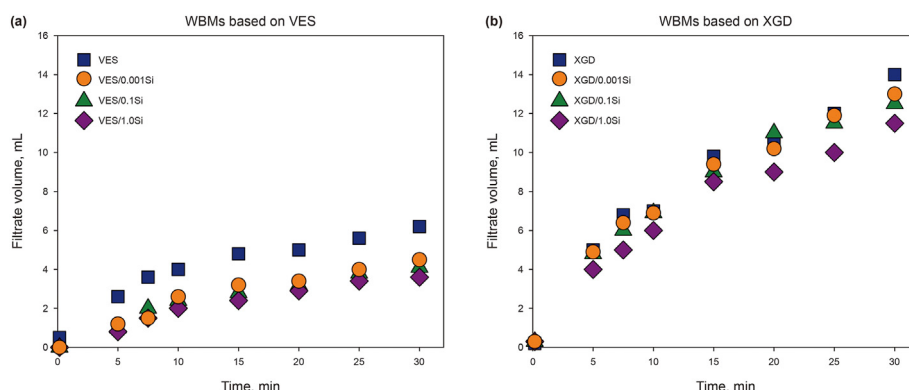 (a)
WBMs based on VES
16
14
12
10
8
6
4
2
0
Filtrate volume, mL
VES
VES/0.001Si
VES/0.1Si
VES/1.0Si
0 5 10 15 20 25 30
Time, min
(b)
WBMs based on XGD
16
14
12
10
8
6
4
2
0
Filtrate volume, mL
XGD
XGD/0.001Si
XGD/0.1Si
XGD/1.0Si
0 5 10 15 20 25 30
Time, min